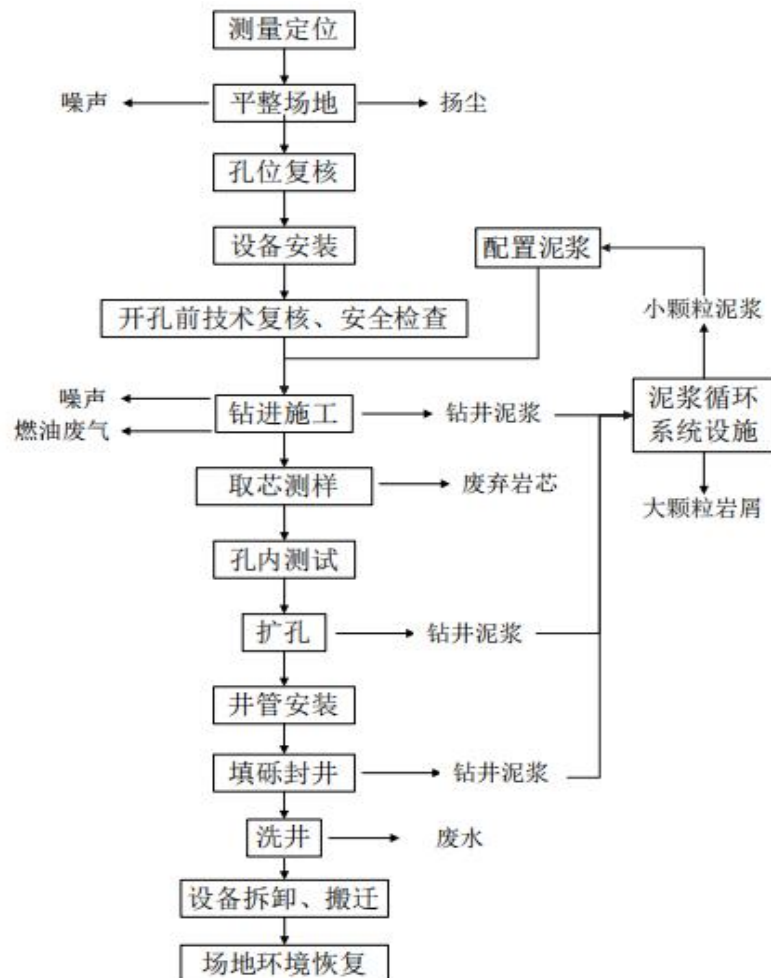 测量定位
噪声
平整场地
扬尘
孔位复核
设备安装
配置泥浆
开孔前技术复核、安全检查
小颗粒泥浆
噪声
燃油废气
钻进施工
钻井泥浆
泥浆循环
系统设施
取芯测样
废弃岩芯
大颗粒岩屑
孔内测试
扩孔
钻井泥浆
井管安装
填砾封井
钻井泥浆
洗井
废水
设备拆卸、搬迁
场地环境恢复